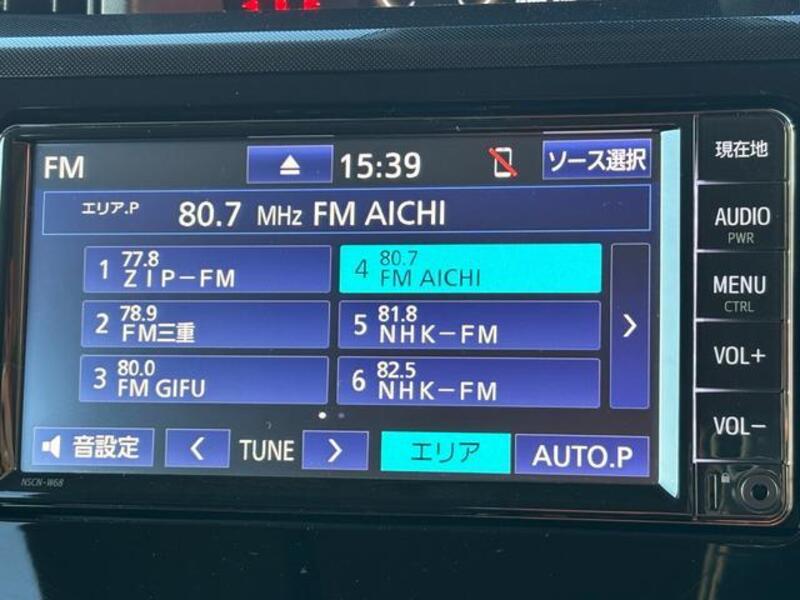 FM 15:39 ソース選択
エリア.P 80.7 MHz FM AICHI
1 77.8
ZIP-FM
2 78.9
FM三重
3 80.0
FM GIFU
4 80.7
FM AICHI
5 81.8
NHK-FM
6 82.5
NHK-FM
音設定 TUNE エリア AUTO.P
NSCN-W68
現在地
AUDIO
PWR
MENU
CTRL
VOL+
VOL-